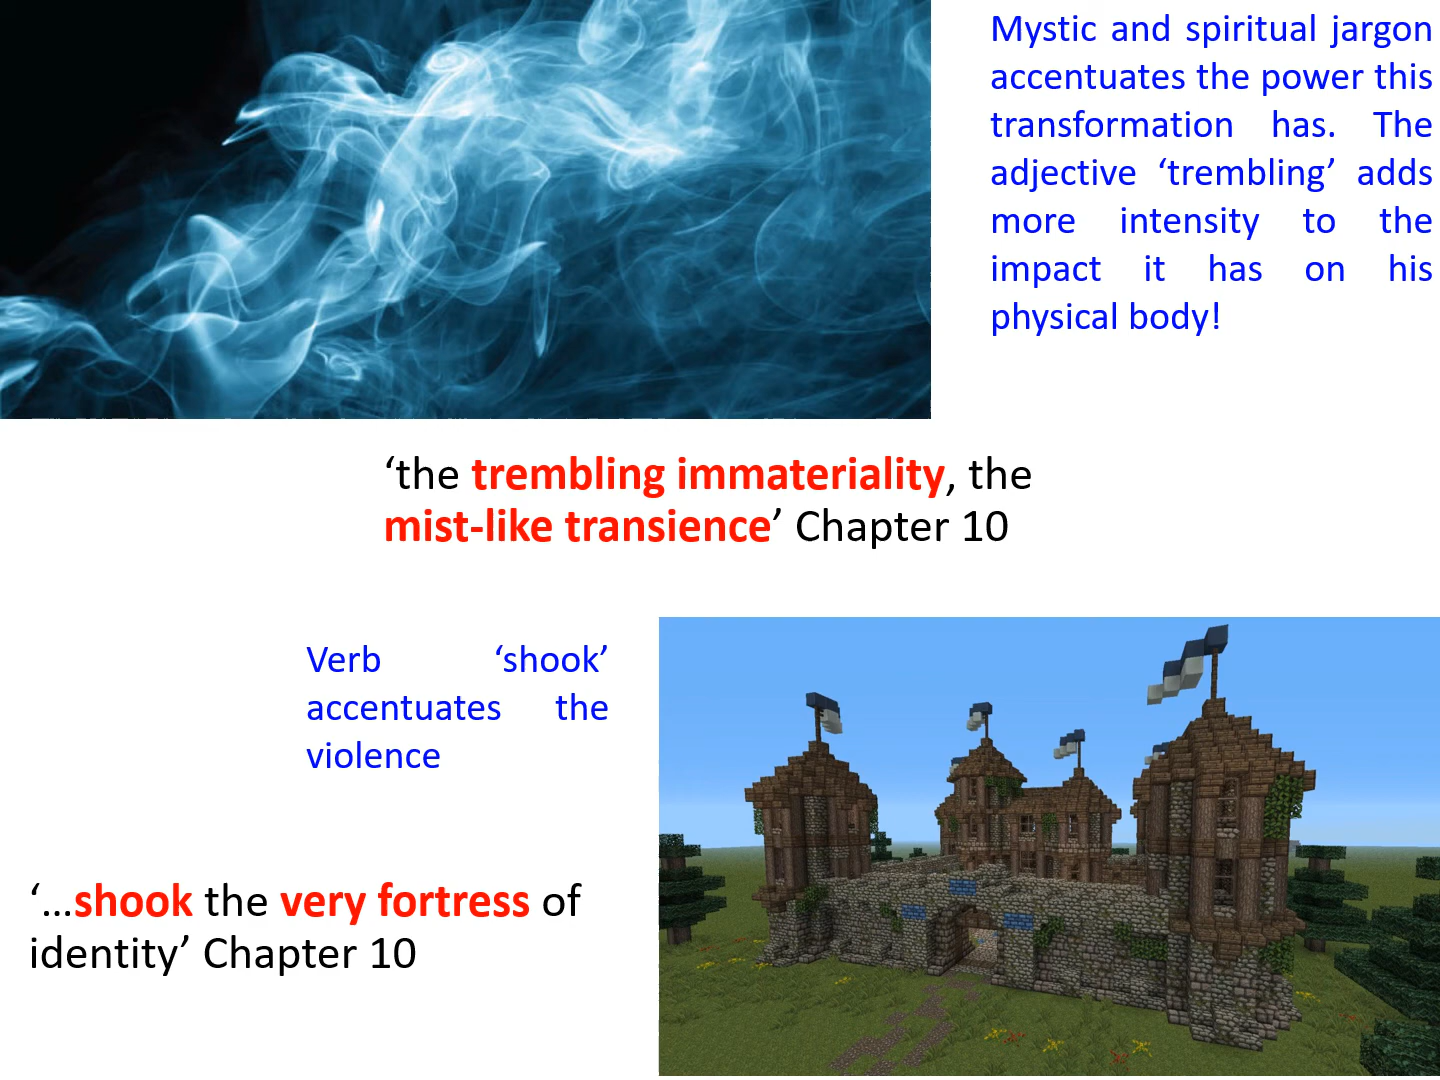 Mystic and spiritual jargon
accentuates the power this
transformation has. The
adjective ‘trembling’ adds
more intensity to the
impact it has on his
physical body!
‘the trembling immateriality, the
mist-like transience’ Chapter 10
Verb ‘shook’
accentuates the
violence
‘…shook the very fortress of
identity’ Chapter 10